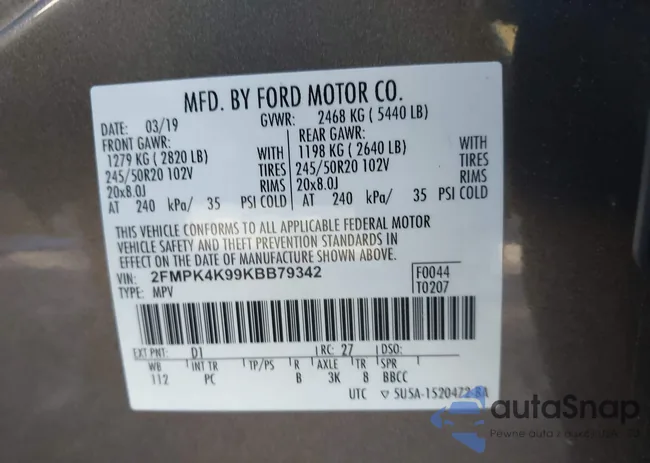 MFD. BY FORD MOTOR CO.
DATE: 03/19 GVWR: 2468 KG ( 5440 LB)
FRONT GAWR: REAR GAWR:
1279 KG ( 2820 LB) WITH 1198 KG ( 2640 LB) WITH
245/50R20 102V TIRES 245/50R20 102V TIRES
20x8.0J RIMS 20x8.0J RIMS
AT 240 kPa/ 35 PSI COLD AT 240 kPa/ 35 PSI COLD
THIS VEHICLE CONFORMS TO ALL APPLICABLE FEDERAL MOTOR
VEHICLE SAFETY AND THEFT PREVENTION STANDARDS IN
EFFECT ON THE DATE OF MANUFACTURE SHOWN ABOVE.
VIN: 2FMPK4K99KBB79342 F0044
TYPE: MPV T0207
EXT PNT: D1 RC: 27 DSO:
WB INT TR TP/PS R AXLE TR SPR
112 PC B 3K 8 BBCC
UTC ▽ 5U5A-1520472-BA
autaSnap